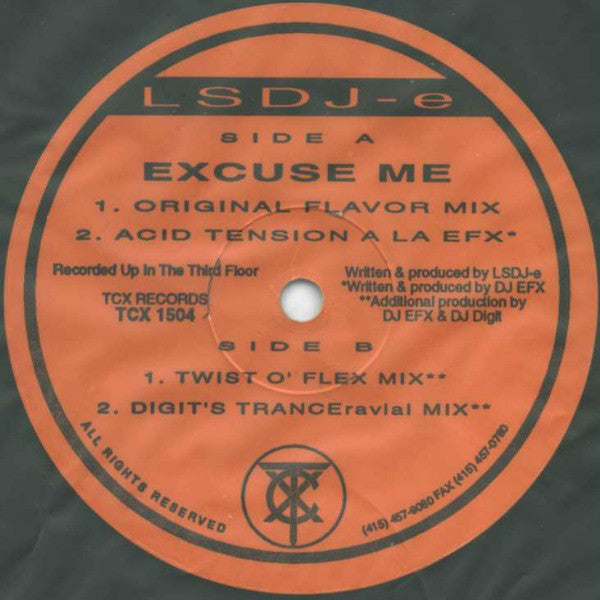 LSDJ-e
SIDE A
EXCUSE ME
1. ORIGINAL FLAVOR MIX
2. ACID TENSION A LA EFX*
Recorded Up In The Third Floor
TCX RECORDS
TCX 1504
Written & produced by LSDJ-e
*Written & produced by DJ EFX
**Additional production by
DJ EFX & DJ Digit
SIDE B
1. TWIST O' FLEX MIX**
2. DIGIT'S TRANCEravial MIX**
ALL RIGHTS RESERVED
TCX
(415) 457-9080 FAX (415) 457-0780